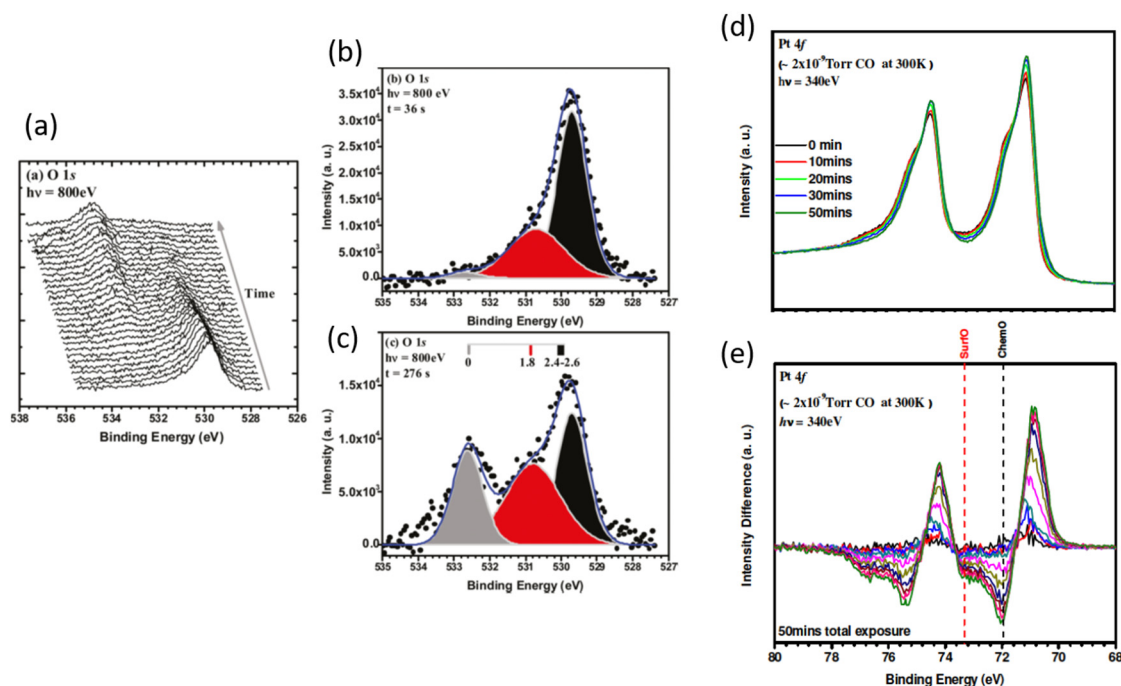 (a)
(a) O 1s
hν = 800eV
Time
538 536 534 532 530 528 526
Binding Energy (eV)
(b)
(b) O 1s
hν = 800 eV
t = 36 s
Intensity (a. u.)
3.5x10⁴
3.0x10⁴
2.5x10⁴
2.0x10⁴
1.5x10⁴
1.0x10⁴
5.0x10³
0.0
535 534 533 532 531 530 529 528 527
Binding Energy (eV)
(c)
(c) O 1s
hν = 800eV
t = 276 s
0 1.8 2.4-2.6
Intensity (a. u.)
1.5x10⁴
1.0x10⁴
5.0x10³
0.0
535 534 533 532 531 530 529 528 527
Binding Energy (eV)
(d)
Pt 4f
(~ 2x10⁻⁹Torr CO at 300K)
hν = 340eV
0 min
10mins
20mins
30mins
50mins
Intensity (a. u.)
(e)
SurfO
ChemO
Pt 4f
(~ 2x10⁻⁹Torr CO at 300K)
hν = 340eV
Intensity Difference (a. u.)
50mins total exposure
80 78 76 74 72 70 68
Binding Energy (eV)